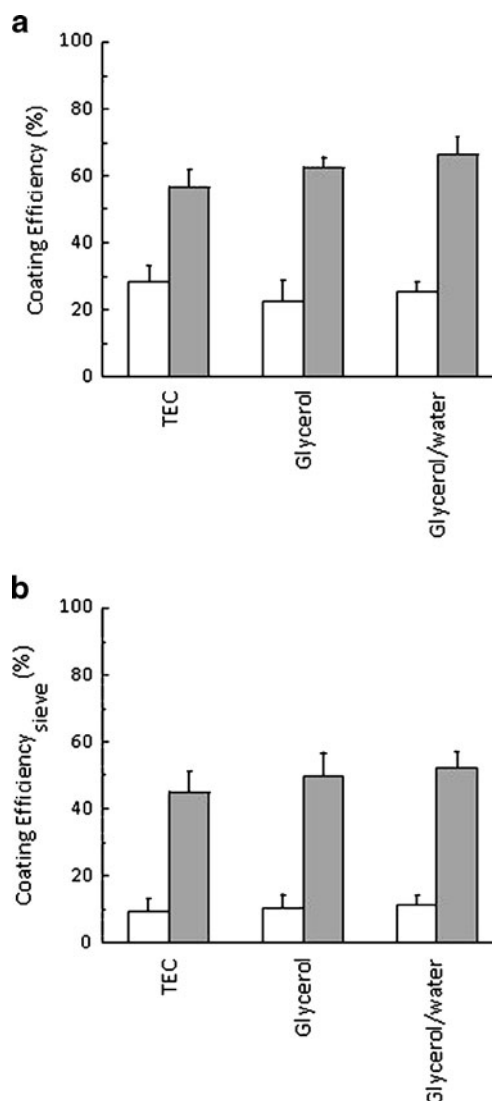 a
Coating Efficiency (%)
100
80
60
40
20
0
TEC
Glycerol
Glycerol/water
b
Coating Efficiency sieve (%)
100
80
60
40
20
0
TEC
Glycerol
Glycerol/water